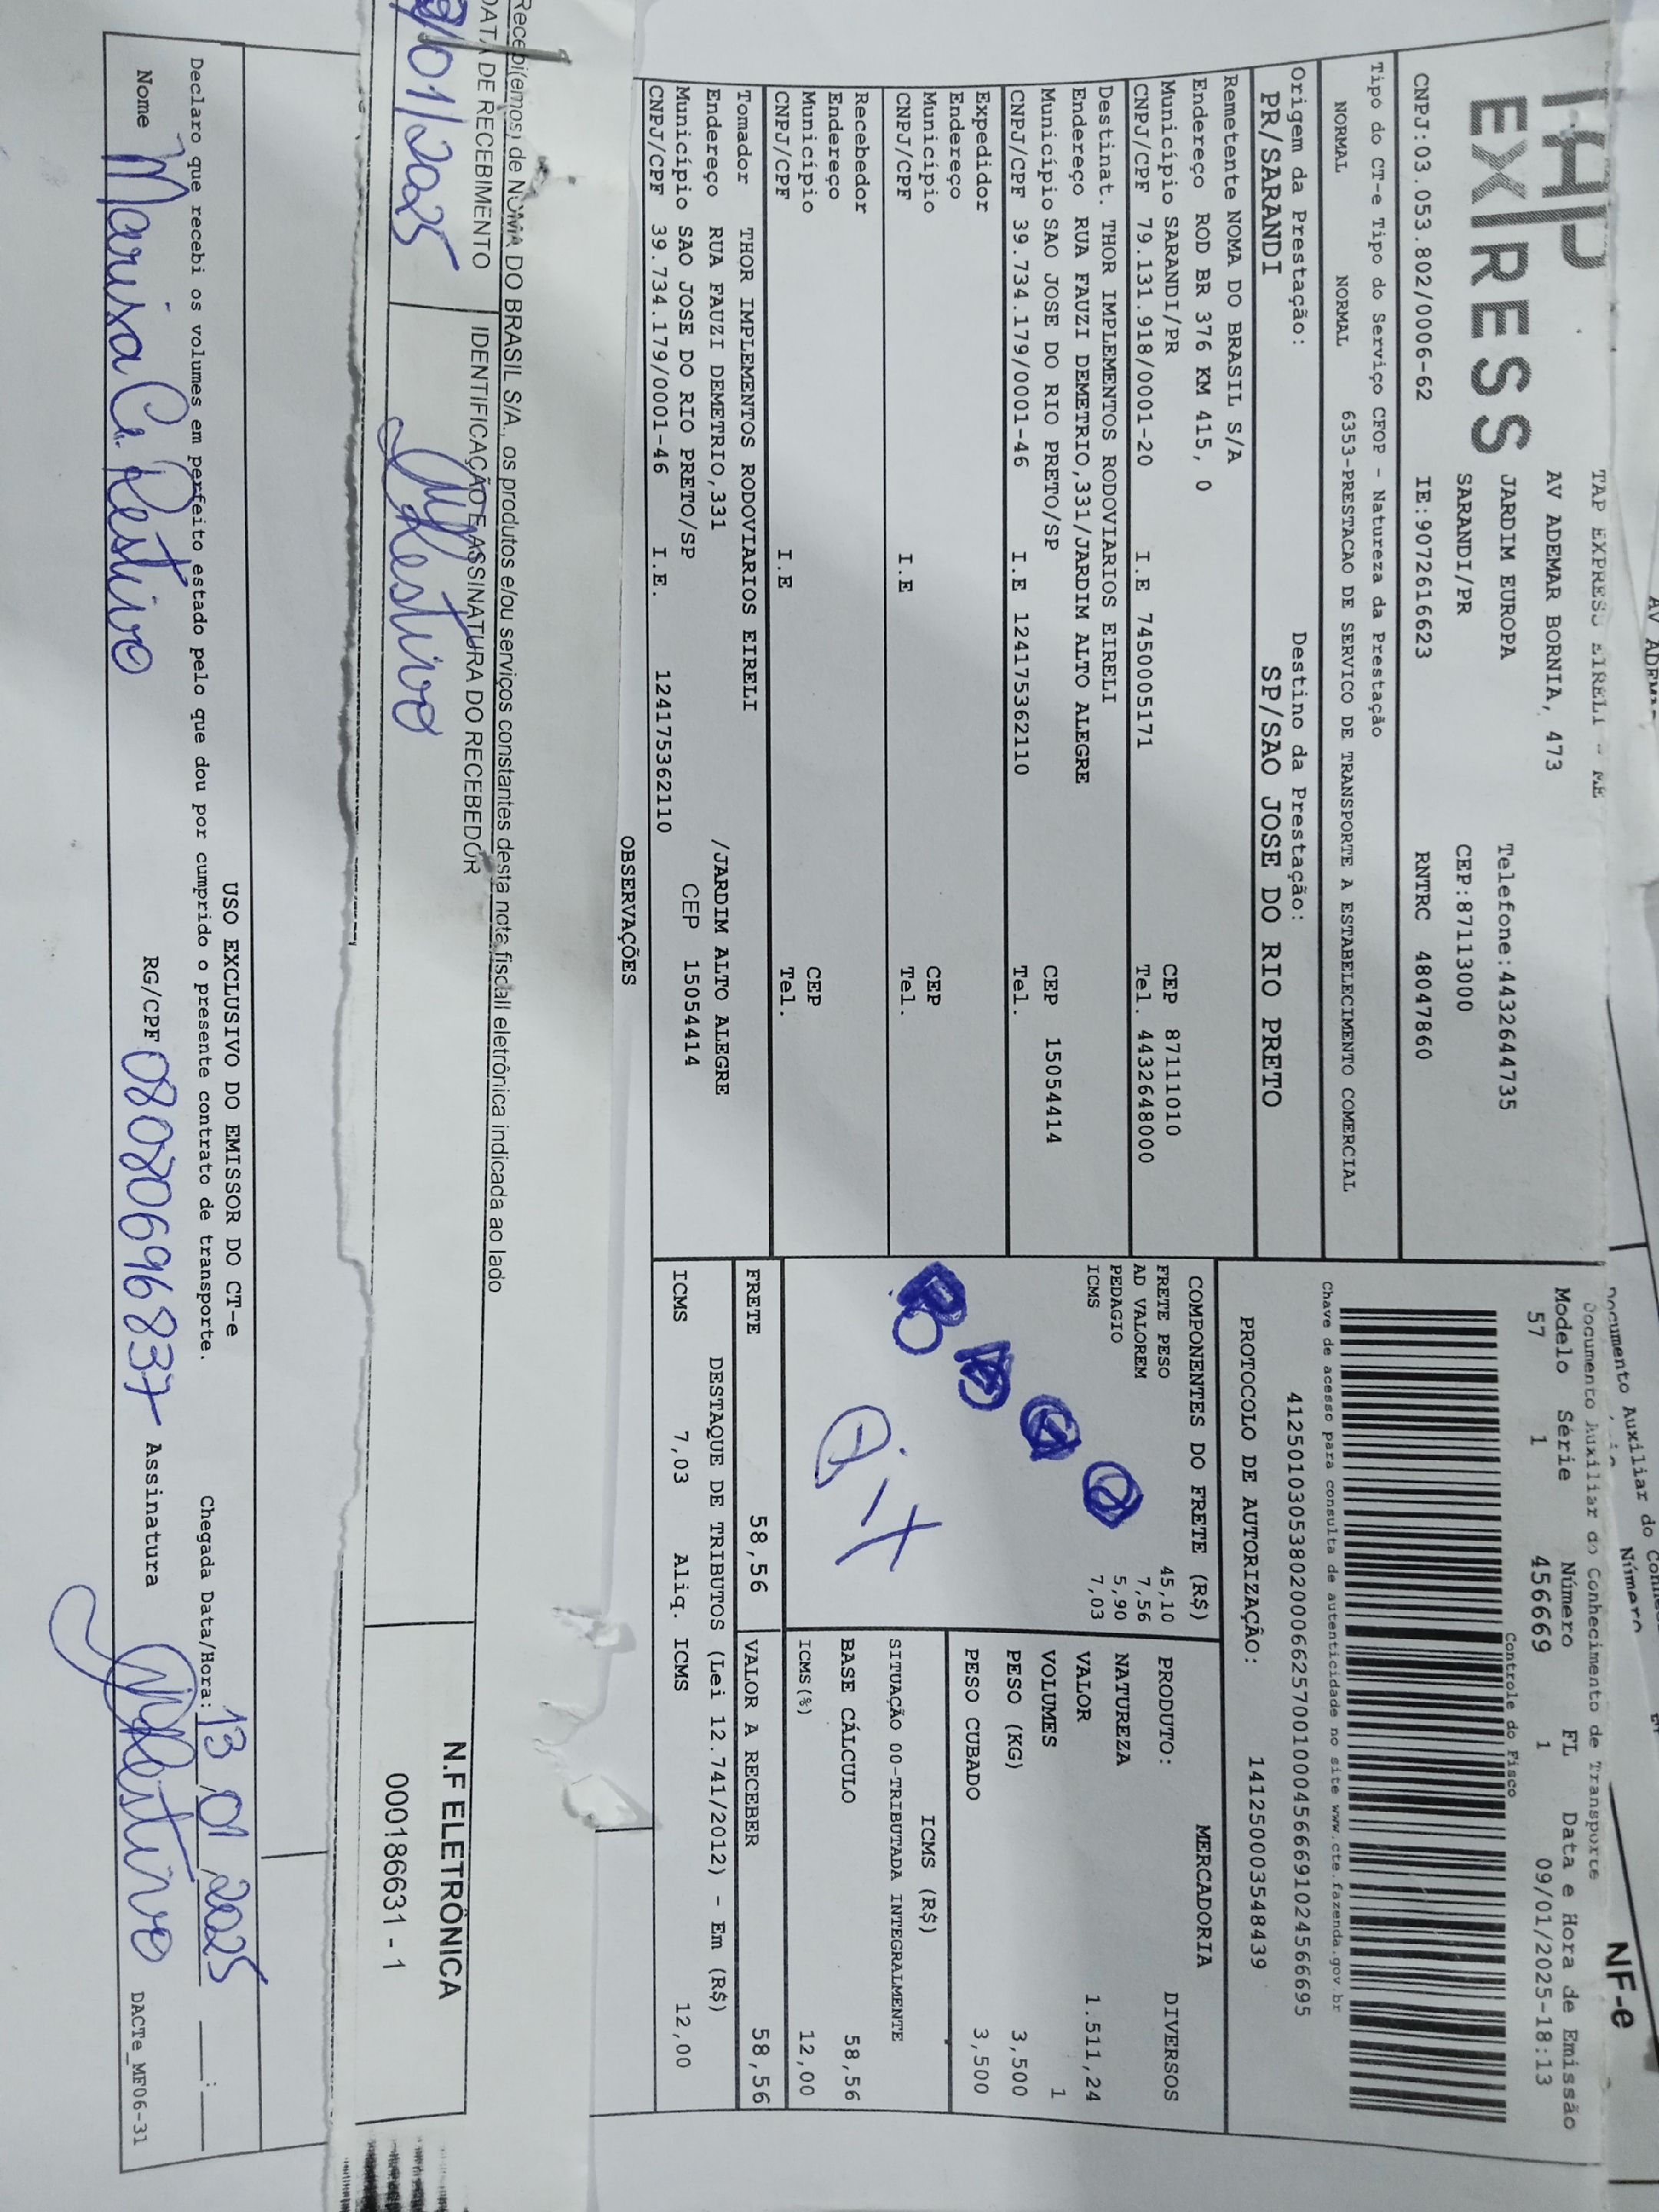 TAP EXPRESS EIRELI - ME
AV ADEMAR BORNIA, 473
JARDIM EUROPA Telefone:4432644735
SARANDI/PR CEP:87113000
CNPJ:03.053.802/0006-62 IE:9072616623 RNTRC 48047860
EXPRESS
Tipo do CT-e Tipo do Serviço CFOP - Natureza da Prestação
NORMAL NORMAL 6353-PRESTACAO DE SERVICO DE TRANSPORTE A ESTABELECIMENTO COMERCIAL
Origem da Prestação: Destino da Prestação:
PR/SARANDI SP/SAO JOSE DO RIO PRETO
Documento Auxiliar do
Número
NF-e
Documento Auxiliar do Conhecimento de Transporte
Modelo Série Número FL Data e Hora de Emissão
57 1 456669 1 09/01/2025-18:13
Controle do Fisco
Chave de acesso para consulta de autenticidade no site www.cte.fazenda.gov.br
41250103053802000662570010004566691024566695
PROTOCOLO DE AUTORIZAÇÃO: 141250003548439
Remetente NOMA DO BRASIL S/A
Endereço ROD BR 376 KM 415, 0
Município SARANDI/PR CEP 87111010
CNPJ/CPF 79.131.918/0001-20 I.E 7450005171 Tel. 4432648000
Destinat. THOR IMPLEMENTOS RODOVIARIOS EIRELI
Endereço RUA FAUZI DEMETRIO,331/JARDIM ALTO ALEGRE
Município SAO JOSE DO RIO PRETO/SP CEP 15054414
CNPJ/CPF 39.734.179/0001-46 I.E 124175362110 Tel.
Expedidor
Endereço
Município CEP
CNPJ/CPF I.E Tel.
Recebedor
Endereço
Município CEP
CNPJ/CPF I.E Tel.
Tomador THOR IMPLEMENTOS RODOVIARIOS EIRELI
Endereço RUA FAUZI DEMETRIO,331 /JARDIM ALTO ALEGRE
Município SAO JOSE DO RIO PRETO/SP CEP 15054414
CNPJ/CPF 39.734.179/0001-46 I.E. 124175362110
OBSERVAÇÕES
COMPONENTES DO FRETE (R$)
FRETE PESO 45,10
AD VALOREM 7,56
PEDAGIO 5,90
ICMS 7,03
MERCADORIA
PRODUTO: DIVERSOS
NATUREZA
VALOR 1.511,24
VOLUMES 1
PESO (KG) 3,500
PESO CUBADO 3,500
ICMS (R$)
SITUAÇÃO 00-TRIBUTADA INTEGRALMENTE
BASE CÁLCULO 58,56
ICMS(%) 12,00
FRETE 58,56 VALOR A RECEBER 58,56
DESTAQUE DE TRIBUTOS (Lei 12.741/2012) - Em (R$)
ICMS 7,03 Aliq. ICMS 12,00
Recebi(emos) de NOMA DO BRASIL S/A., os produtos e/ou serviços constantes desta nota fiscall eletrônica indicada ao lado
DATA DE RECEBIMENTO IDENTIFICAÇÃO E ASSINATURA DO RECEBEDOR
/01/2025 Restivo
N.F ELETRÔNICA
000186631 - 1
USO EXCLUSIVO DO EMISSOR DO CT-e
Declaro que recebi os volumes em perfeito estado pelo que dou por cumprido o presente contrato de transporte. Chegada Data/Hora: 13 01 2025 __:__
Nome Marisa C. Restivo RG/CPF 08020696837 Assinatura Restivo DACTe_MF06-31